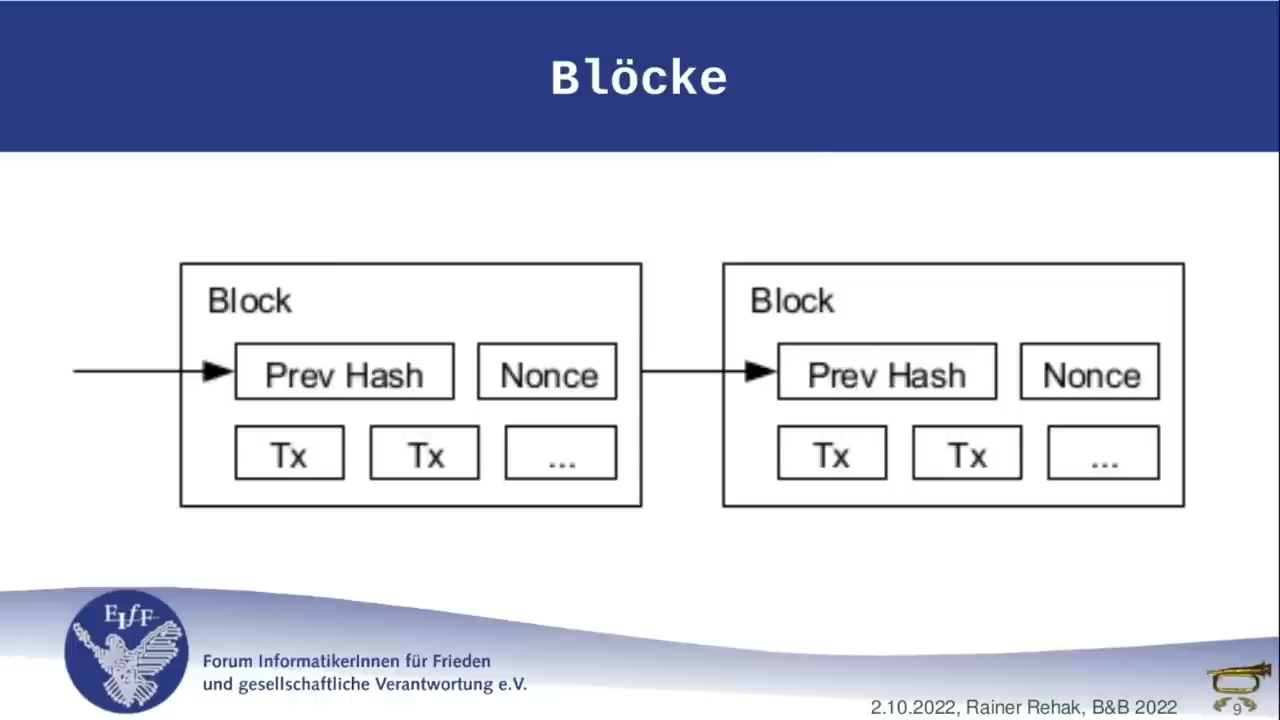 Blöcke
Block
Prev Hash Nonce
Tx Tx ...
Block
Prev Hash Nonce
Tx Tx ...
FIfF
Forum InformatikerInnen für Frieden
und gesellschaftliche Verantwortung e.V.
2.10.2022, Rainer Rehak, B&B 2022
9